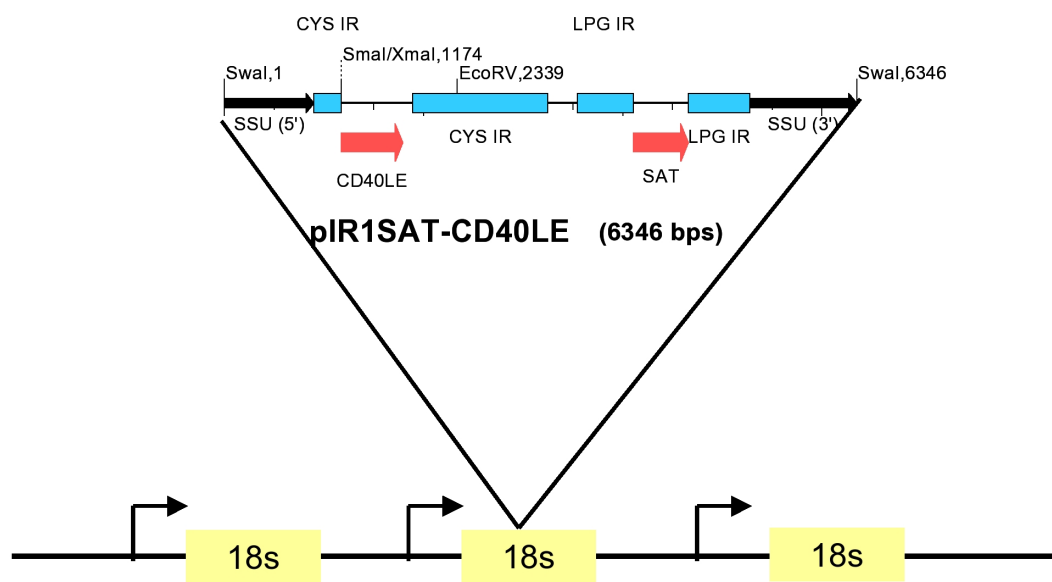 CYS IR
LPG IR
SmaI/XmaI,1174
SwaI,1
EcoRV,2339
SwaI,6346
SSU (5')
CYS IR
LPG IR
SSU (3')
CD40LE
SAT
pIR1SAT-CD40LE (6346 bps)
18s
18s
18s